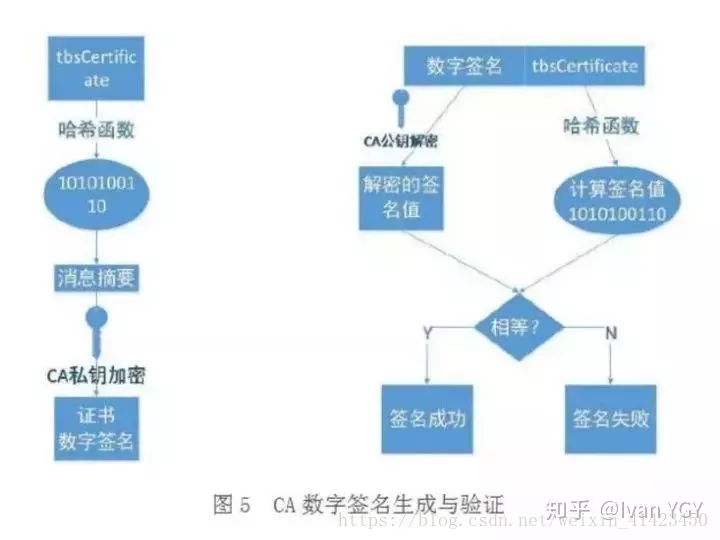 tbsCertific
ate
哈希函数
10101001
10
消息摘要
CA私钥加密
证书
数字签名
数字签名
tbsCertificate
CA公钥解密
哈希函数
解密的签
名值
计算签名值
1010100110
相等?
Y
N
签名成功
签名失败
图 5 CA 数字签名生成与验证
知乎 @Ivan YGY
https://blog.csdn.net/weixin_41423450